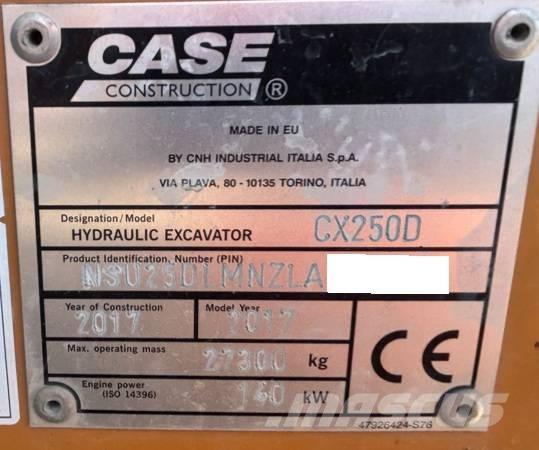 CASE
CONSTRUCTION ®
MADE IN EU
BY CNH INDUSTRIAL ITALIA S.p.A.
VIA PLAVA, 80 - 10135 TORINO, ITALIA
Designation/Model
HYDRAULIC EXCAVATOR CX250D
Product Identification, Number (PIN)
NSU25DLMNZLA
Year of Construction Model Year
2017 2017
Max. operating mass
27300 kg
Engine power
(ISO 14396) 140 kW
CE
47926424-S76
MASCUS